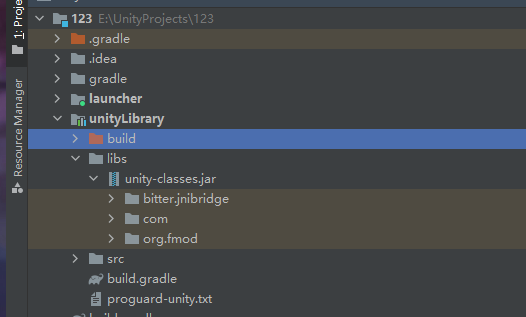 1: Proje
Resource Manager
123 E:\UnityProjects\123
.gradle
.idea
gradle
launcher
unityLibrary
build
libs
unity-classes.jar
bitter.jnibridge
com
org.fmod
src
build.gradle
proguard-unity.txt